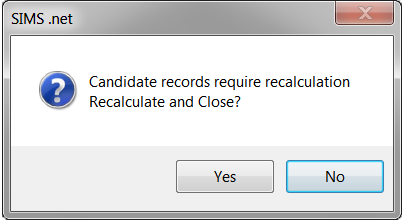 SIMS .net
Candidate records require recalculation
Recalculate and Close?
Yes
No